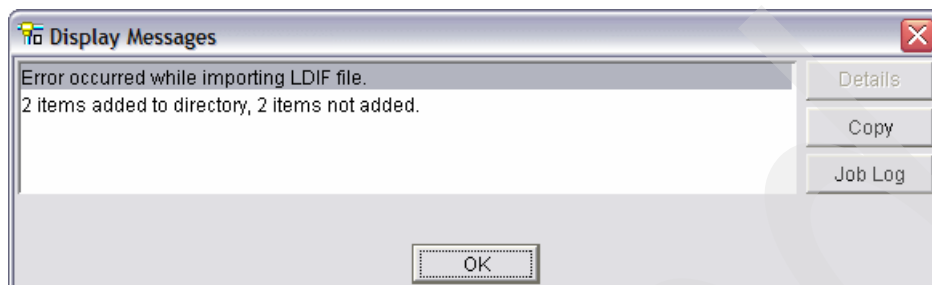 Display Messages
Error occurred while importing LDIF file.
2 items added to directory, 2 items not added.
Details
Copy
Job Log
OK